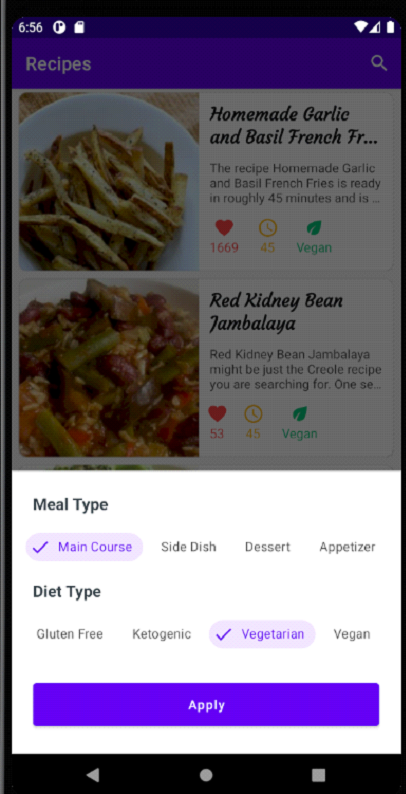 6:56
Recipes
Homemade Garlic
and Basil French Fr...
The recipe Homemade Garlic
and Basil French Fries is ready
in roughly 45 minutes and is ...
1669 45 Vegan
Red Kidney Bean
Jambalaya
Red Kidney Bean Jambalaya
might be just the Creole recipe
you are searching for. One se...
53 45 Vegan
Meal Type
Main Course Side Dish Dessert Appetizer
Diet Type
Gluten Free Ketogenic Vegetarian Vegan
Apply